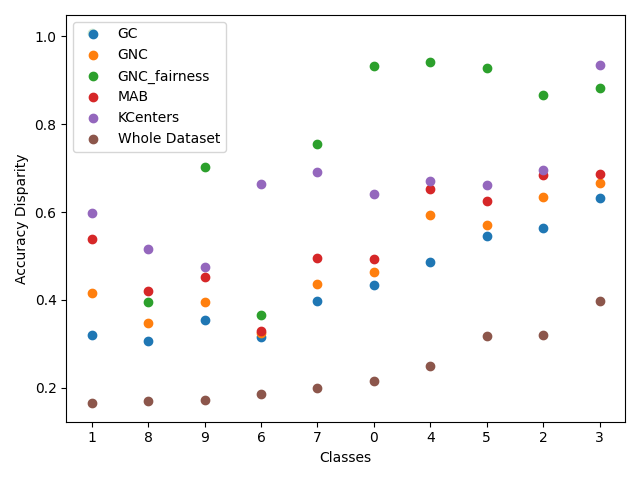 GC
GNC
GNC_fairness
MAB
KCenters
Whole Dataset
1.0
0.8
0.6
0.4
0.2
Accuracy Disparity
1 8 9 6 7 0 4 5 2 3
Classes